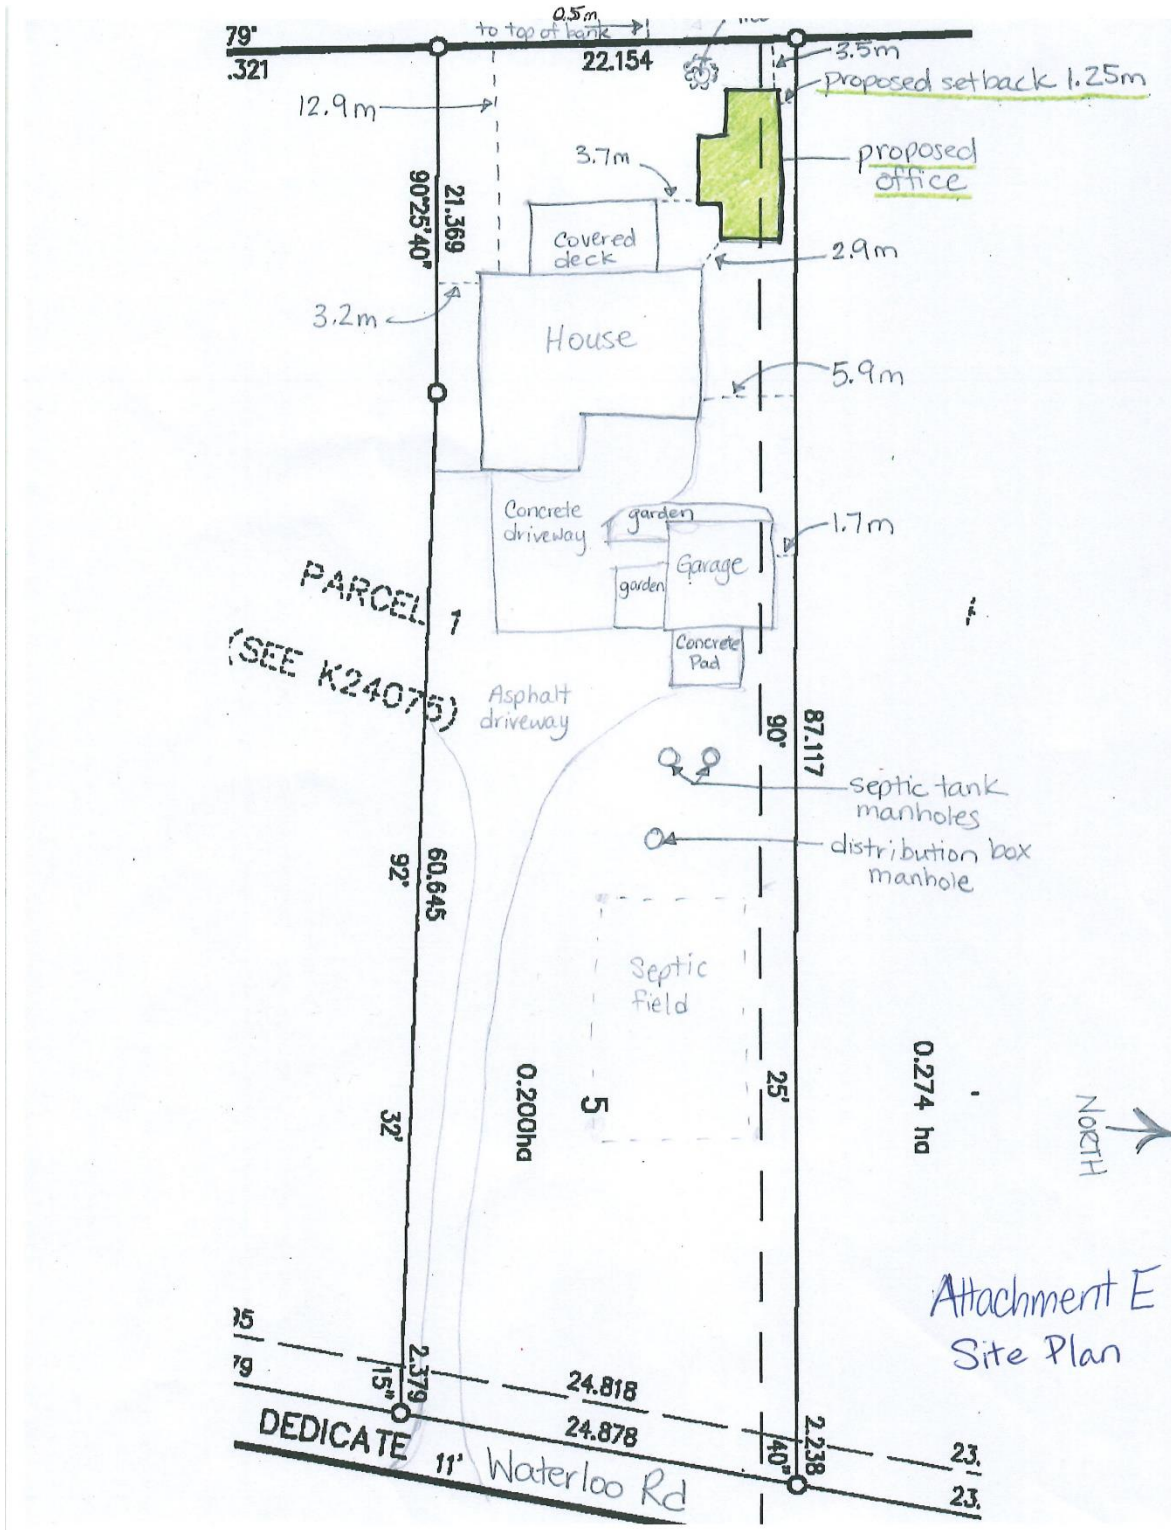 0.5m
to top of bank
79'
.321
22.154
3.5m
proposed setback 1.25m
12.9m
3.7m
proposed
office
21.369
90°25'40"
Covered
deck
2.9m
3.2m
House
5.9m
Concrete
driveway
garden
1.7m
Garage
garden
PARCEL 1
(SEE K24075)
Concrete
Pad
Asphalt
driveway
90°
87.117
septic tank
manholes
distribution box
manhole
60.645
92°
Septic
field
32'
0.200ha
5
25'
0.274 ha
NORTH
Attachment E
Site Plan
2.379
15"
24.818
24.878
2.238
40"
23.
23.
DEDICATE
11'
Waterloo Rd